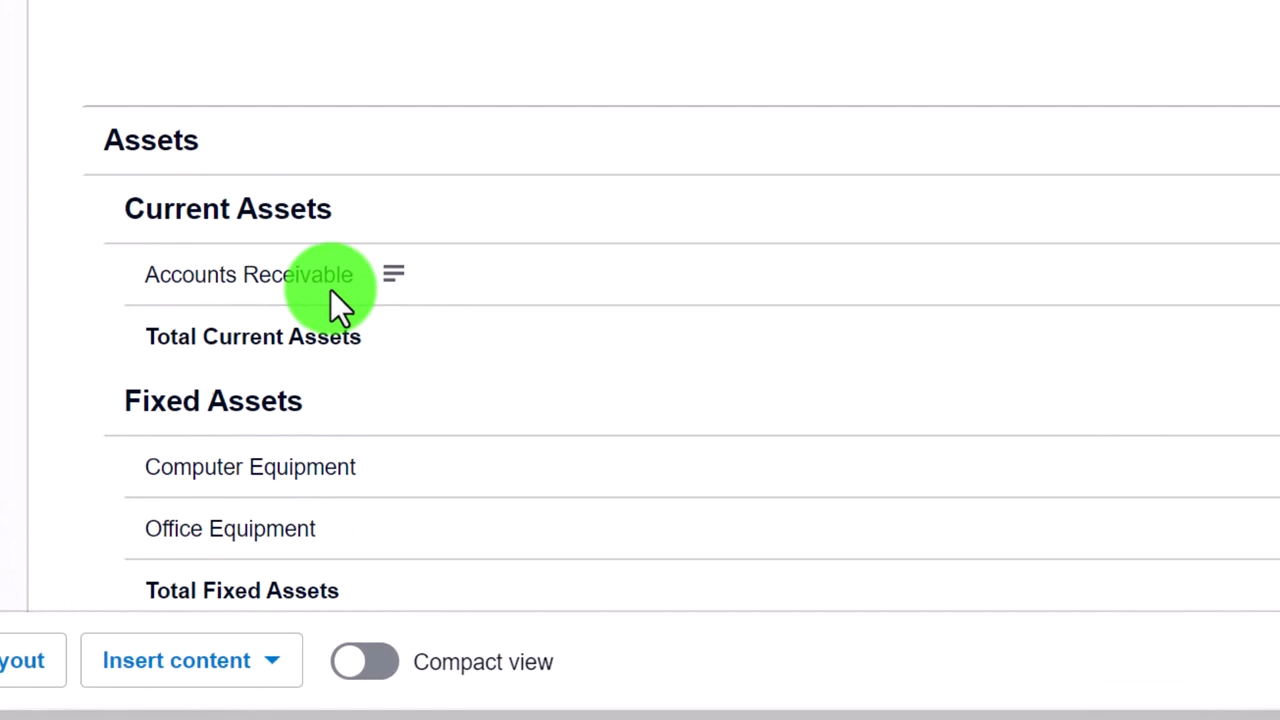 Assets
Current Assets
Accounts Receivable
Total Current Assets
Fixed Assets
Computer Equipment
Office Equipment
Total Fixed Assets
yout Insert content Compact view